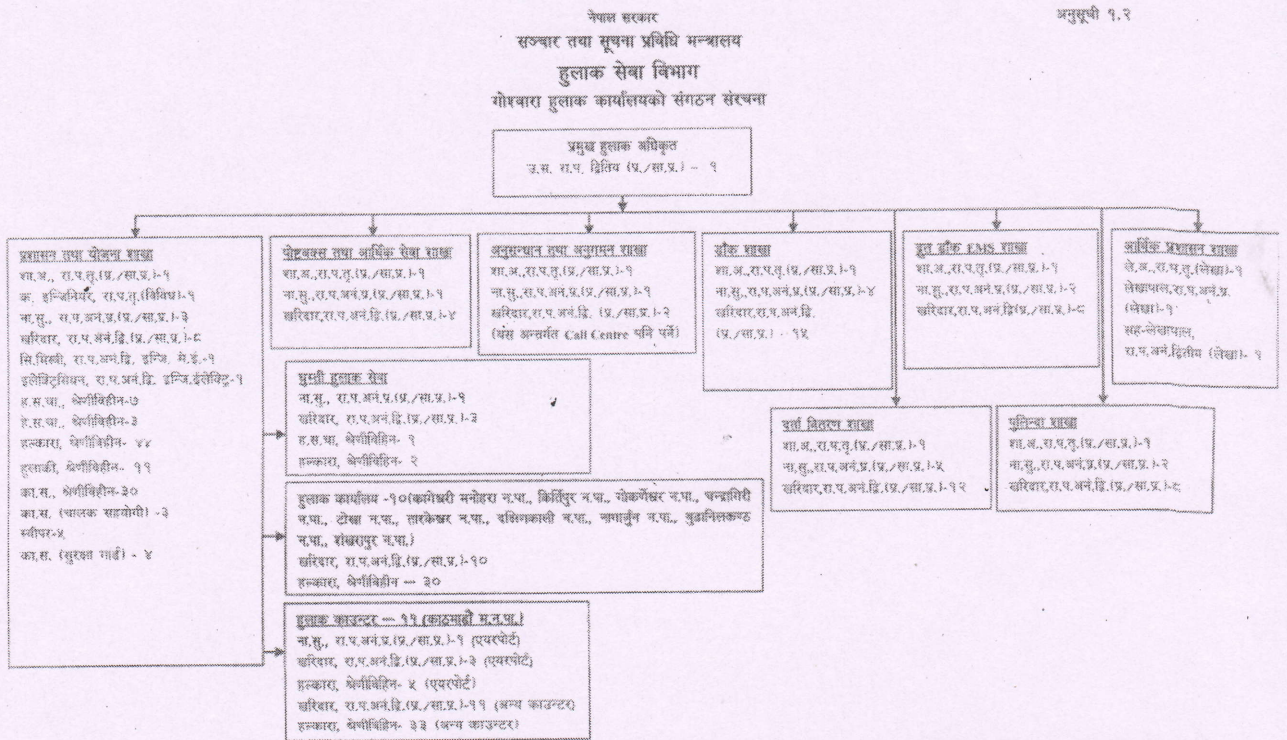 नेपाल सरकार
अनुसूची १.२
सञ्चार तथा सूचना प्रविधि मन्त्रालय
हुलाक सेवा विभाग
गोश्वारा हुलाक कार्यालयको संगठन संरचना
प्रमुख हुलाक अधिकृत
उ.स. रा.प. द्वितिय (प्र./सा.प्र.) - १
प्रशासन तथा योजना शाखा
शा.अ., रा.प.तृ.(प्र./सा.प्र.)-१
क. इन्जिनियर, रा.प.तृ.(विविध)-१
ना.सु., रा.प.अनं.प्र.(प्र./सा.प्र.)-३
खरिदार, रा.प.अनं.द्वि.(प्र./सा.प्र.)-८
सि.मिस्त्री, रा.प.अनं.द्वि. इन्जि. मे.ई.-१
इलेक्ट्रिसियन, रा.प.अनं.द्वि. इन्जि.ईलेक्ट्रि-१
ह.स.चा., श्रेणीविहीन-७
हे.स.चा., श्रेणीविहीन-३
हल्कारा, श्रेणीविहीन- ४४
हुलाकी, श्रेणीविहीन- ११
का.स., श्रेणीविहीन-३०
का.स. (चालक सहयोगी) -३
स्वीपर-५
का.स. (सुरक्षा गार्ड) - ४
पोष्टबक्स तथा आर्थिक सेवा शाखा
शा.अ.,रा.प.तृ.(प्र./सा.प्र.)-१
ना.सु.,रा.प.अनं.प्र.(प्र./सा.प्र.)-१
खरिदार,रा.प.अनं.द्वि.(प्र./सा.प्र.)-४
अनुसन्धान तथा अनुगमन शाखा
शा.अ.,रा.प.तृ.(प्र./सा.प्र.)-१
ना.सु.,रा.प.अनं.प्र.(प्र./सा.प्र.)-१
खरिदार,रा.प.अनं.द्वि. (प्र./सा.प्र.)-२
(यस अन्तर्गत Call Centre पनि पर्ने)
डाँक शाखा
शा.अ.,रा.प.तृ.(प्र./सा.प्र.)-१
ना.सु.,रा.प.अनं.प्र.(प्र./सा.प्र.)-४
खरिदार,रा.प.अनं.द्वि.
(प्र./सा.प्र.) - १५
द्रुत डाँक EMS शाखा
शा.अ.,रा.प.तृ.(प्र./सा.प्र.)-१
ना.सु.,रा.प.अनं.प्र.(प्र./सा.प्र.)-२
खरिदार,रा.प.अनं.द्वि(प्र./सा.प्र.)-८
आर्थिक प्रशासन शाखा
ले.अ.,रा.प.तृ.(लेखा)-१
लेखापाल,रा.प.अनं.प्र.
(लेखा)-१
सह-लेखापाल,
रा.प.अनं.द्वितीय (लेखा)- १
घुम्ती हुलाक सेवा
ना.सु., रा.प.अनं.प्र.(प्र./सा.प्र.)-१
खरिदार, रा.प.अनं.द्वि.(प्र./सा.प्र.)-३
ह.स.चा, श्रेणीविहिन- १
हल्कारा, श्रेणीविहिन- २
दर्ता वितरण शाखा
शा.अ.,रा.प.तृ.(प्र./सा.प्र.)-१
ना.सु.,रा.प.अनं.प्र.(प्र./सा.प्र.)-५
खरिदार,रा.प.अनं.द्वि.(प्र./सा.प्र.)-१२
पुलिन्दा शाखा
शा.अ.,रा.प.तृ.(प्र./सा.प्र.)-१
ना.सु.,रा.प.अनं.प्र.(प्र./सा.प्र.)-२
खरिदार,रा.प.अनं.द्वि.(प्र./सा.प्र.)-८
हुलाक कार्यालय -१०(कागेश्वरी मनोहरा न.पा., किर्तिपुर न.पा., गोकर्णेश्वर न.पा., चन्द्रागिरी
न.पा., टोखा न.पा., तारकेश्वर न.पा., दक्षिणकाली न.पा., नागार्जुन न.पा., बुढानिलकण्ठ
न.पा., शंखरापुर न.पा.)
खरिदार, रा.प.अनं.द्वि.(प्र./सा.प्र.)-१०
हल्कारा, श्रेणीविहिन – ३०
हुलाक काउन्टर – ११ (काठमाडौं म.न.पा.)
ना.सु., रा.प.अनं.प्र.(प्र./सा.प्र.)-१ (एयरपोर्ट)
खरिदार, रा.प.अनं.द्वि.(प्र./सा.प्र.)-३ (एयरपोर्ट)
हल्कारा, श्रेणीविहिन- ५ (एयरपोर्ट)
खरिदार, रा.प.अनं.द्वि.(प्र./सा.प्र.)-११ (अन्य काउन्टर)
हल्कारा, श्रेणीविहिन- ३३ (अन्य काउन्टर)